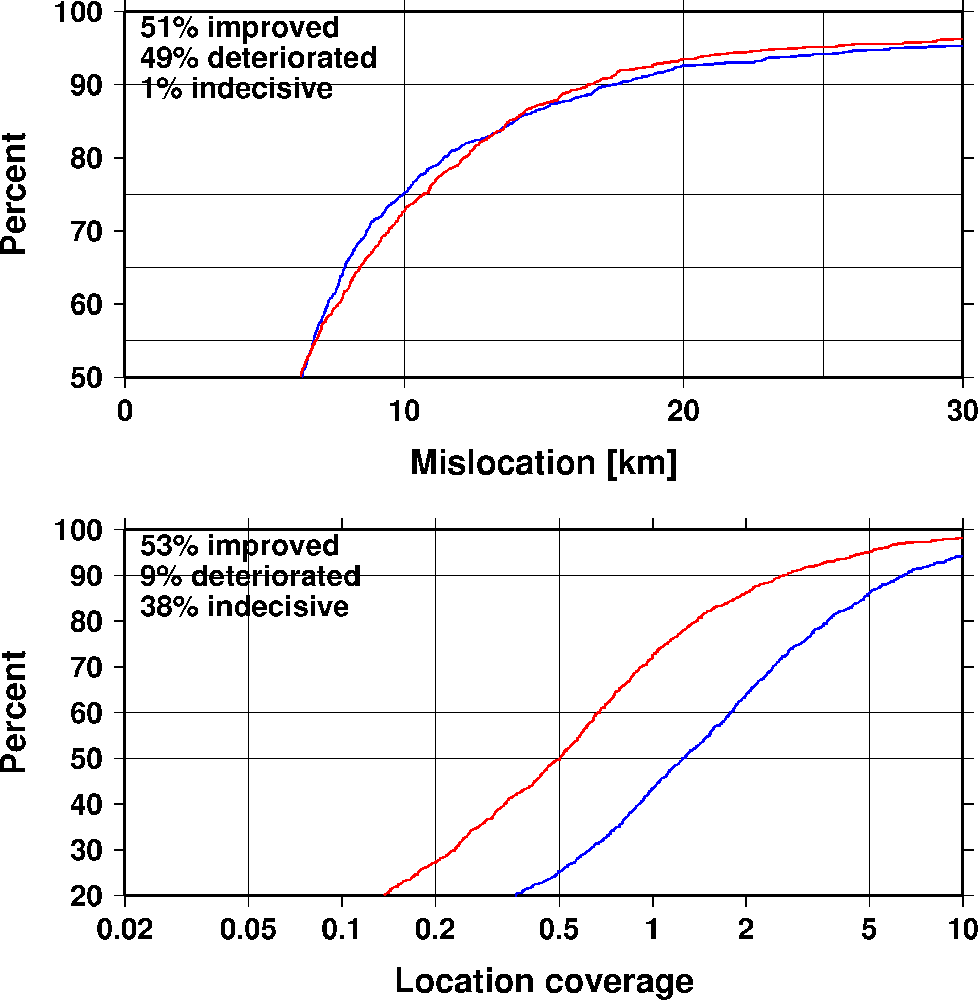 100
51% improved
49% deteriorated
90
1% indecisive
Percent
80
70
60
50
0 10 20 30
Mislocation [km]
100
53% improved
90
9% deteriorated
38% indecisive
80
Percent
70
60
50
40
30
20
0.02 0.05 0.1 0.2 0.5 1 2 5 10
Location coverage